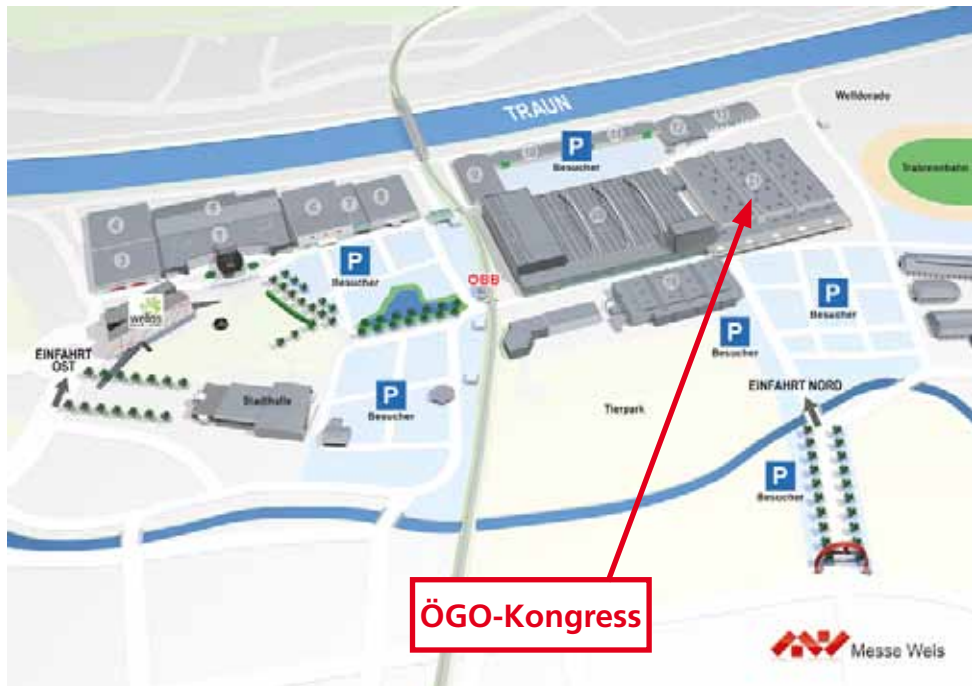 TRAUN
Welldorado
Trabrennbahn
P
Besucher
P
Besucher
ÖBB
P
Besucher
P
Besucher
wellos
EINFAHRT
OST
EINFAHRT NORD
Stadthalle
P
Besucher
Tierpark
P
Besucher
ÖGO-Kongress
Messe Wels